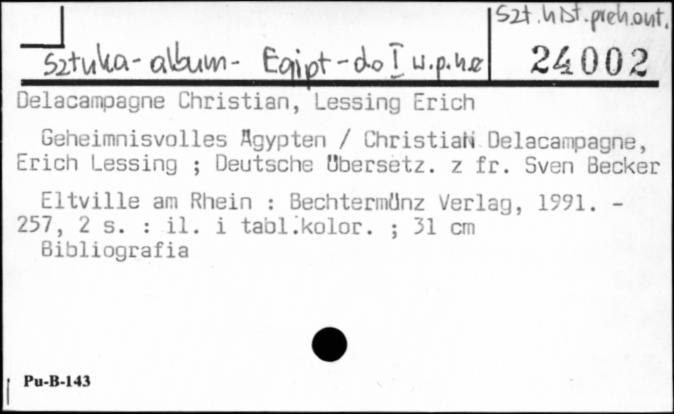 Szt. hist. preh. ant.
Sztuka - album - Egipt - do I w.p.n.e
24002
Delacampagne Christian, Lessing Erich
Geheimnisvolles Ägypten / Christian Delacampagne,
Erich Lessing ; Deutsche Übersetz. z fr. Sven Becker
Eltville am Rhein : Bechtermünz Verlag, 1991. -
257, 2 s. : il. i tabl.kolor. ; 31 cm
Bibliografia
Pu-B-143